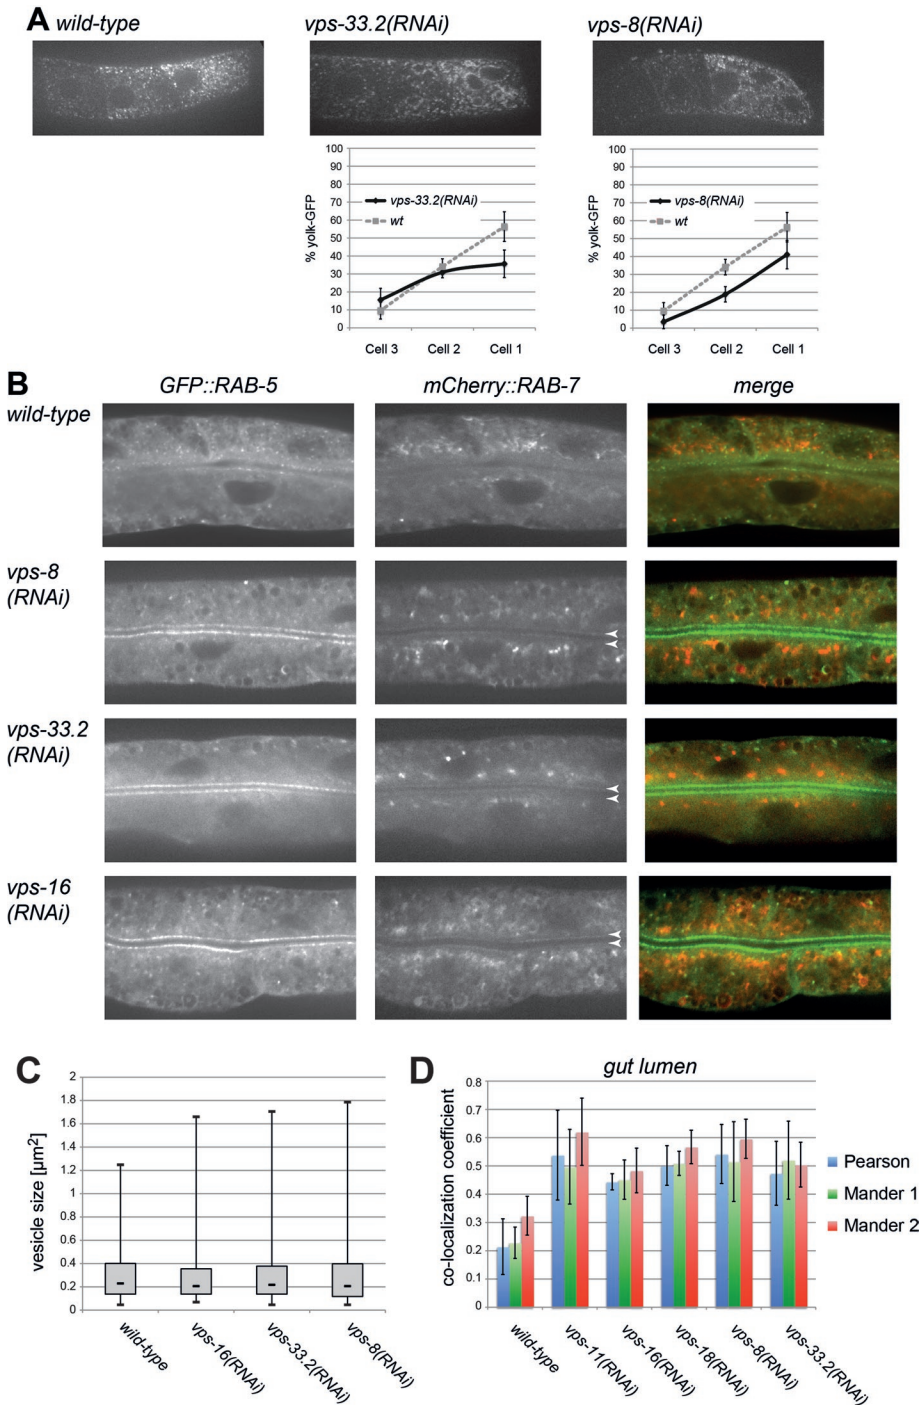 A wild-type vps-33.2(RNAi) vps-8(RNAi)
100 100
90 90
80 80
70 vps-33.2(RNAi) 70 vps-8(RNAi)
60 wt 60 wt
50 50
40 40
30 30
20 20
10 10
0 0
% yolk-GFP % yolk-GFP
Cell 3 Cell 2 Cell 1 Cell 3 Cell 2 Cell 1
B GFP::RAB-5 mCherry::RAB-7 merge
wild-type
vps-8
(RNAi)
vps-33.2
(RNAi)
vps-16
(RNAi)
C
2
1.8
1.6
1.4
1.2
1
0.8
0.6
0.4
0.2
0
vesicle size [µm²]
wild-type
vps-16(RNAi)
vps-33.2(RNAi)
vps-8(RNAi)
D gut lumen
0.8
0.7
0.6
0.5
0.4
0.3
0.2
0.1
0
co-localization coefficient
Pearson
Mander 1
Mander 2
wild-type
vps-11(RNAi)
vps-16(RNAi)
vps-18(RNAi)
vps-8(RNAi)
vps-33.2(RNAi)